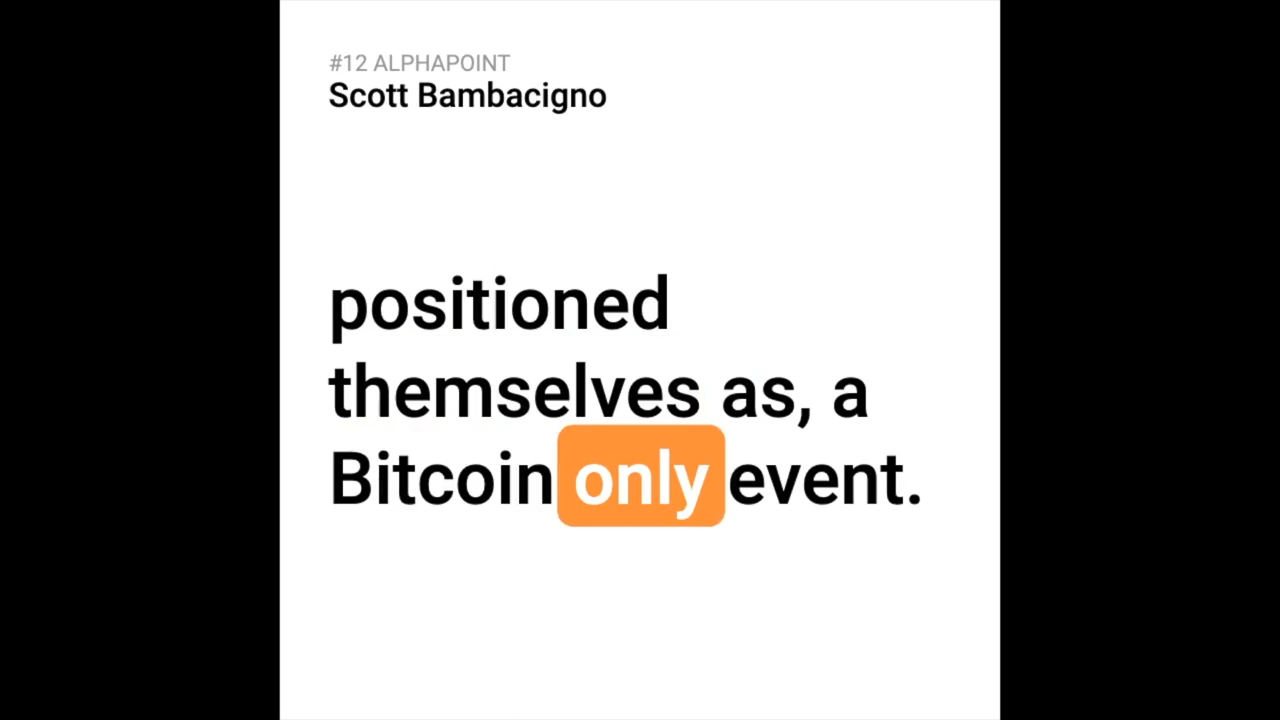 #12 ALPHAPOINT
Scott Bambacigno
positioned
themselves as, a
Bitcoin only event.